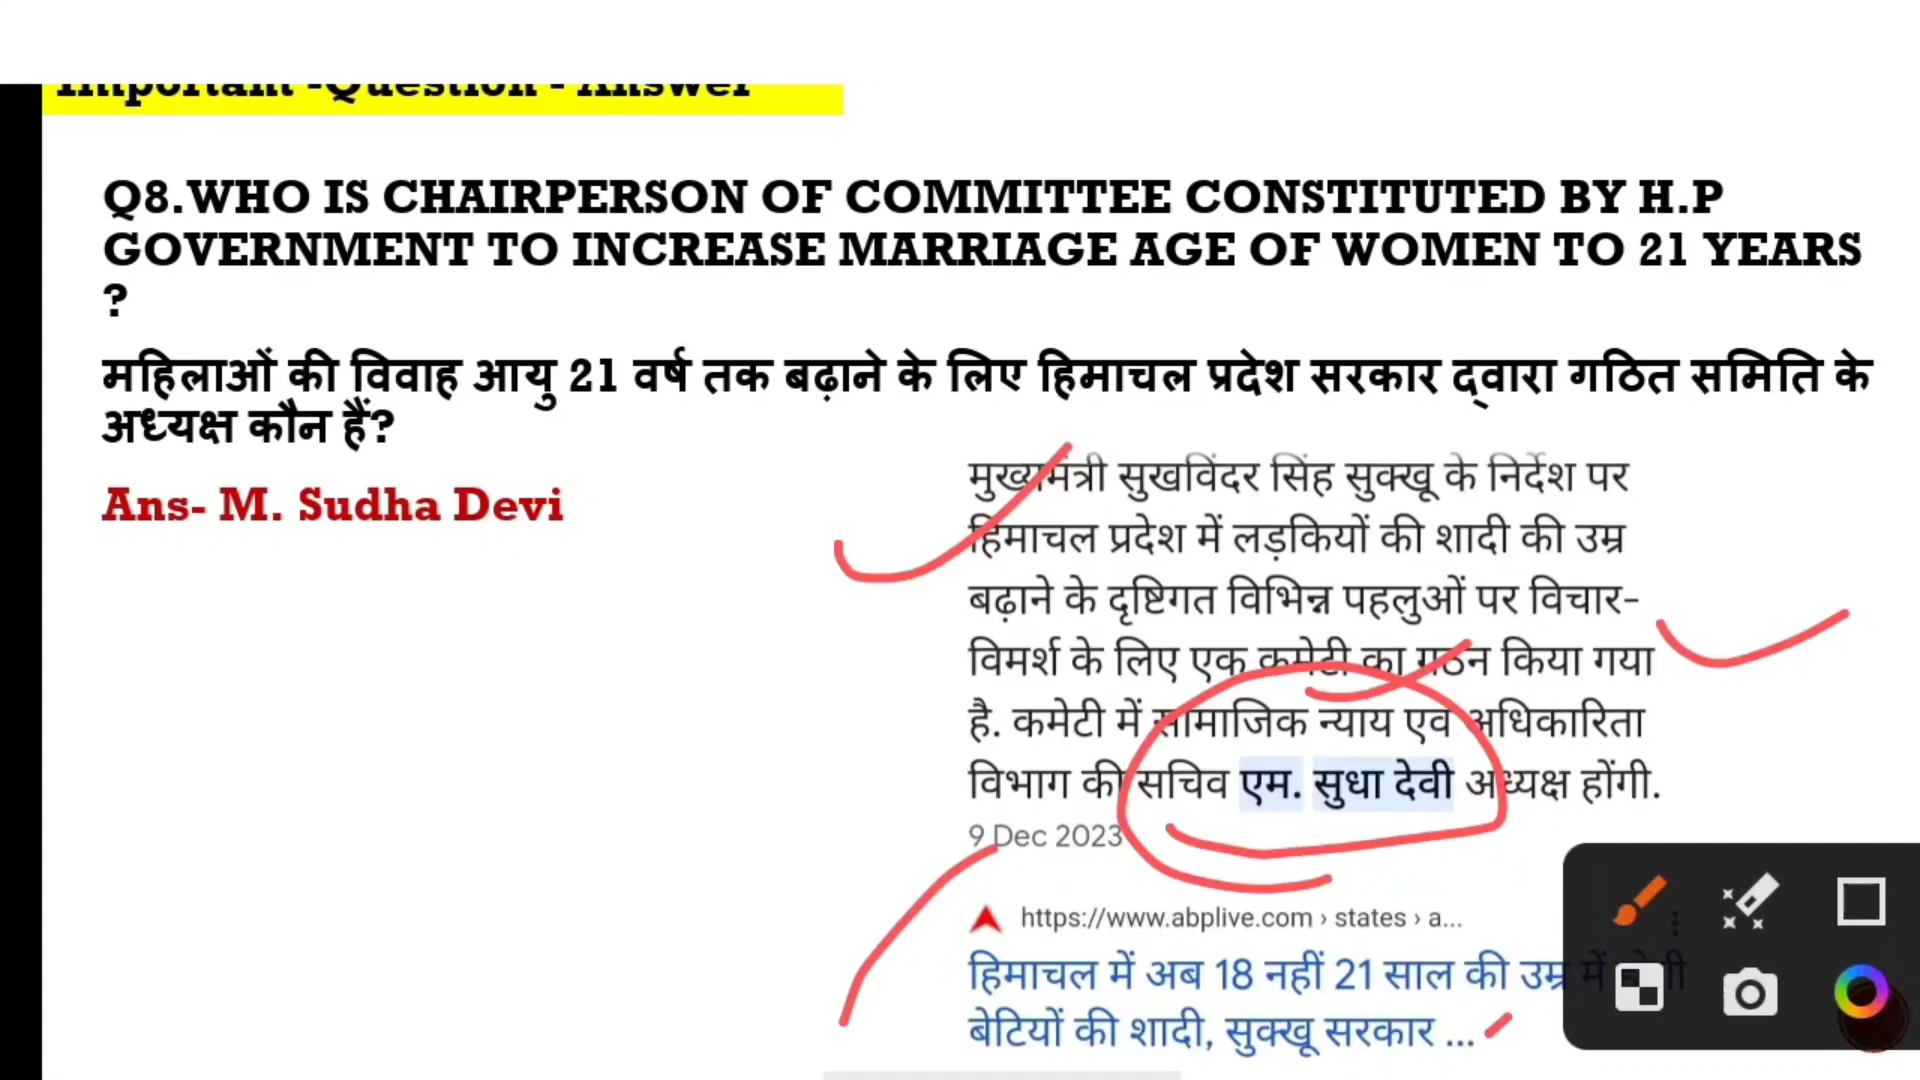 Important -Question - Answer
Q8.WHO IS CHAIRPERSON OF COMMITTEE CONSTITUTED BY H.P
GOVERNMENT TO INCREASE MARRIAGE AGE OF WOMEN TO 21 YEARS
?
महिलाओं की विवाह आयु 21 वर्ष तक बढ़ाने के लिए हिमाचल प्रदेश सरकार द्वारा गठित समिति के
अध्यक्ष कौन हैं?
Ans- M. Sudha Devi
मुख्यमंत्री सुखविंदर सिंह सुक्खू के निर्देश पर
हिमाचल प्रदेश में लड़कियों की शादी की उम्र
बढ़ाने के दृष्टिगत विभिन्न पहलुओं पर विचार-
विमर्श के लिए एक कमेटी का गठन किया गया
है. कमेटी में सामाजिक न्याय एवं अधिकारिता
विभाग की सचिव एम. सुधा देवी अध्यक्ष होंगी.
9 Dec 2023
https://www.abplive.com › states › a...
हिमाचल में अब 18 नहीं 21 साल की उम्र में
बेटियों की शादी, सुक्खू सरकार ...